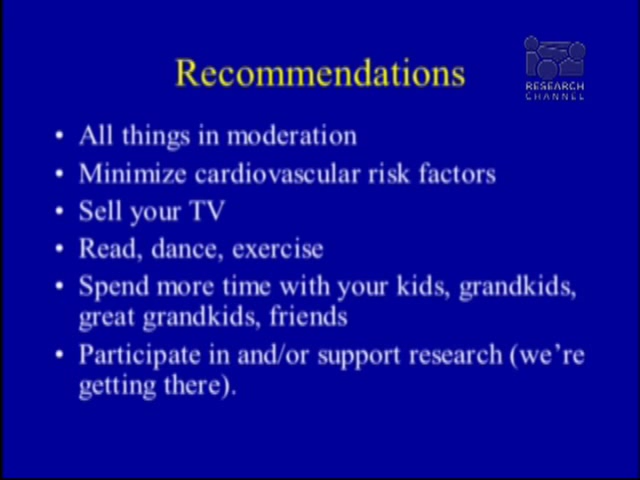 Recommendations
RESEARCH
CHANNEL
• All things in moderation
• Minimize cardiovascular risk factors
• Sell your TV
• Read, dance, exercise
• Spend more time with your kids, grandkids,
great grandkids, friends
• Participate in and/or support research (we're
getting there).